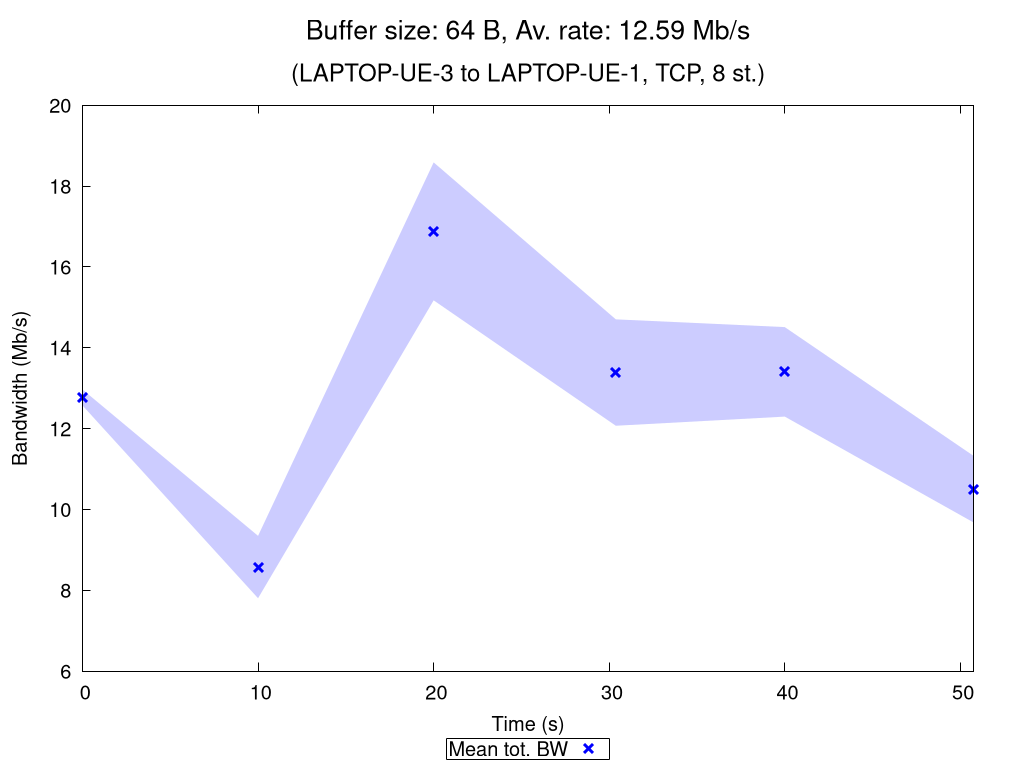 Buffer size: 64 B, Av. rate: 12.59 Mb/s
(LAPTOP-UE-3 to LAPTOP-UE-1, TCP, 8 st.)
20
18
16
14
12
10
8
6
Bandwidth (Mb/s)
0 10 20 30 40 50
Time (s)
Mean tot. BW